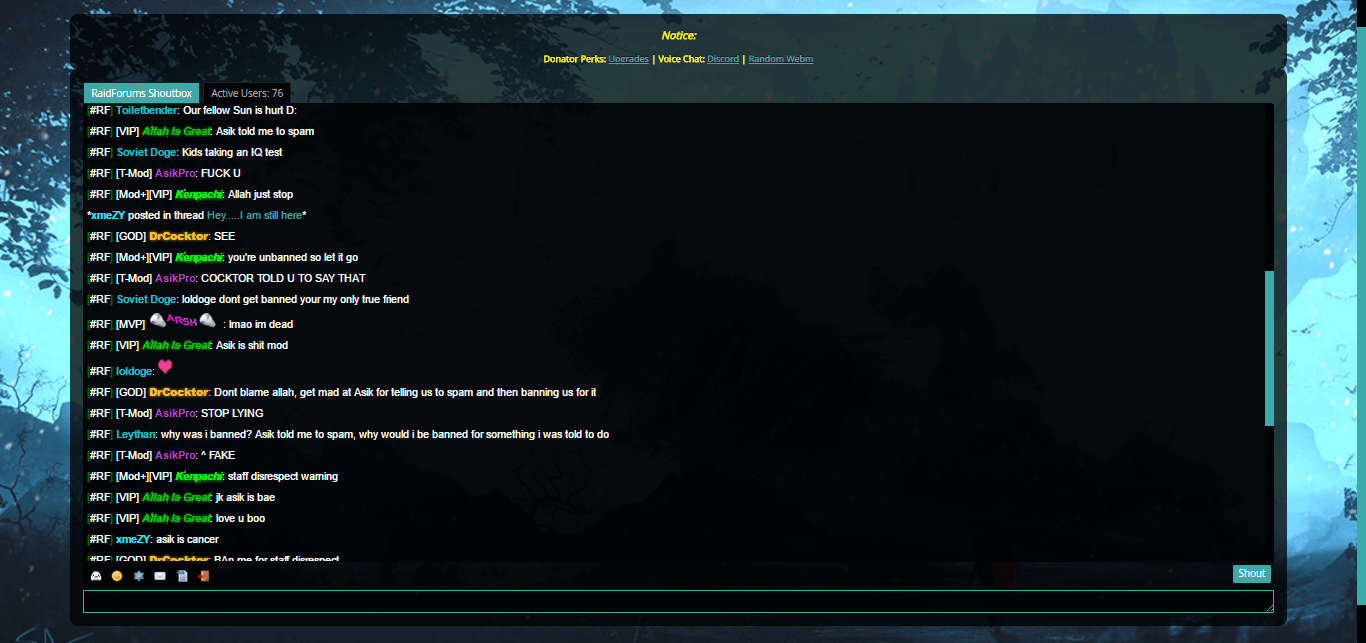 Notice:
Donator Perks: Upgrades | Voice Chat: Discord | Random Webm
RaidForums Shoutbox Active Users: 76
[#RF] Toiletbender: Our fellow Sun is hurt D:
[#RF] [VIP] Allah Is Great: Asik told me to spam
[#RF] Soviet Doge: Kids taking an IQ test
[#RF] [T-Mod] AsikPro: FUCK U
[#RF] [Mod+][VIP] Kenpachi: Allah just stop
*xmeZY posted in thread Hey.....I am still here*
[#RF] [GOD] DrCocktor: SEE
[#RF] [Mod+][VIP] Kenpachi: you're unbanned so let it go
[#RF] [T-Mod] AsikPro: COCKTOR TOLD U TO SAY THAT
[#RF] Soviet Doge: loldoge dont get banned your my only true friend
[#RF] [MVP] ARSH : lmao im dead
[#RF] [VIP] Allah Is Great: Asik is shit mod
[#RF] loldoge:
[#RF] [GOD] DrCocktor: Dont blame allah, get mad at Asik for telling us to spam and then banning us for it
[#RF] [T-Mod] AsikPro: STOP LYING
[#RF] Leythan: why was i banned? Asik told me to spam, why would i be banned for something i was told to do
[#RF] [T-Mod] AsikPro: ^ FAKE
[#RF] [Mod+][VIP] Kenpachi: staff disrespect warning
[#RF] [VIP] Allah Is Great: jk asik is bae
[#RF] [VIP] Allah Is Great: love u boo
[#RF] xmeZY: asik is cancer
[#RF] [GOD] DrCocktor: BAn me for staff disrespect
Shout